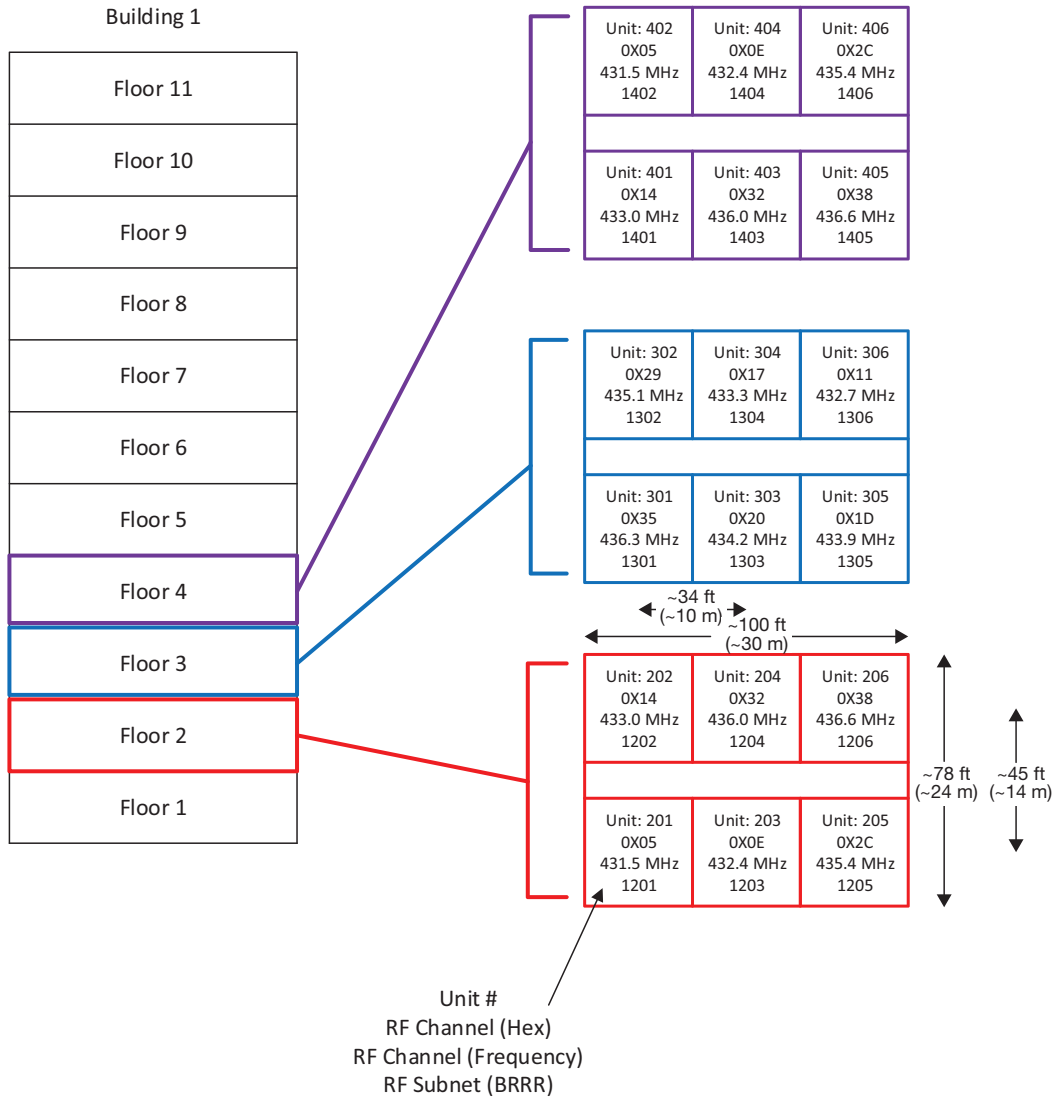 Building 1
Floor 11
Floor 10
Floor 9
Floor 8
Floor 7
Floor 6
Floor 5
Floor 4
Floor 3
Floor 2
Floor 1
Unit: 402
0X05
431.5 MHz
1402
Unit: 404
0X0E
432.4 MHz
1404
Unit: 406
0X2C
435.4 MHz
1406
Unit: 401
0X14
433.0 MHz
1401
Unit: 403
0X32
436.0 MHz
1403
Unit: 405
0X38
436.6 MHz
1405
Unit: 302
0X29
435.1 MHz
1302
Unit: 304
0X17
433.3 MHz
1304
Unit: 306
0X11
432.7 MHz
1306
Unit: 301
0X35
436.3 MHz
1301
Unit: 303
0X20
434.2 MHz
1303
Unit: 305
0X1D
433.9 MHz
1305
~34 ft
(~10 m)
~100 ft
(~30 m)
Unit: 202
0X14
433.0 MHz
1202
Unit: 204
0X32
436.0 MHz
1204
Unit: 206
0X38
436.6 MHz
1206
Unit: 201
0X05
431.5 MHz
1201
Unit: 203
0X0E
432.4 MHz
1203
Unit: 205
0X2C
435.4 MHz
1205
~78 ft
(~24 m)
~45 ft
(~14 m)
Unit #
RF Channel (Hex)
RF Channel (Frequency)
RF Subnet (BRRR)